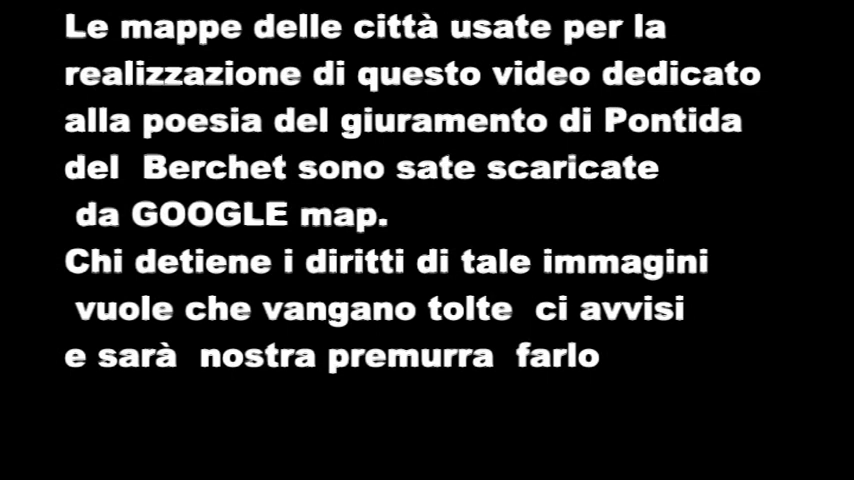 Le mappe delle città usate per la
realizzazione di questo video dedicato
alla poesia del giuramento di Pontida
del Berchet sono sate scaricate
da GOOGLE map.
Chi detiene i diritti di tale immagini
vuole che vangano tolte ci avvisi
e sarà nostra premurra farlo